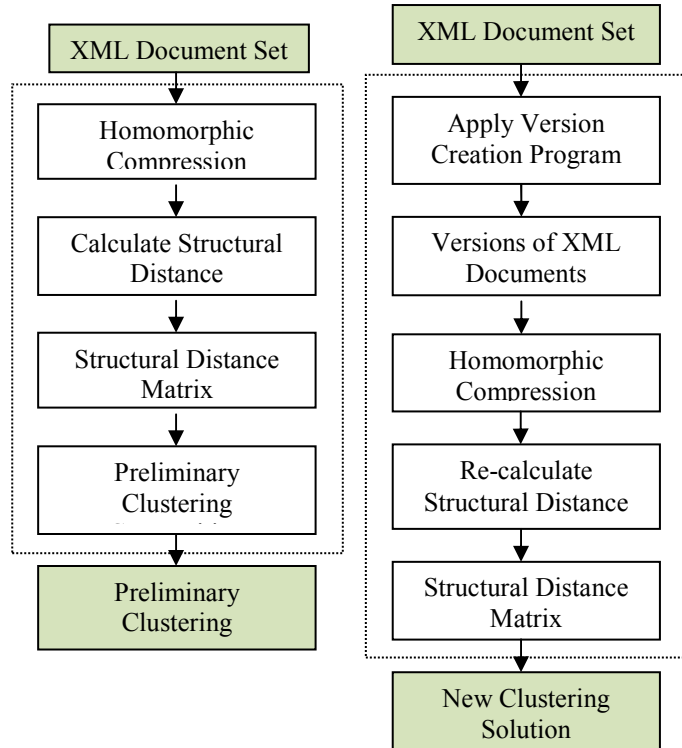 XML Document Set
Homomorphic
Compression
Calculate Structural
Distance
Structural Distance
Matrix
Preliminary
Clustering
Preliminary
Clustering
XML Document Set
Apply Version
Creation Program
Versions of XML
Documents
Homomorphic
Compression
Re-calculate
Structural Distance
Structural Distance
Matrix
New Clustering
Solution